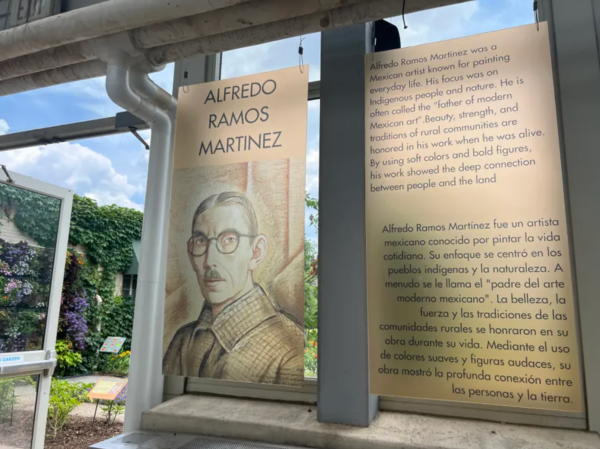 ALFREDO
RAMOS
MARTINEZ
Alfredo Ramos Martinez was a
Mexican artist known for painting
everyday life. His focus was on
Indigenous people and nature. He is
often called the "father of modern
Mexican art".Beauty, strength, and
traditions of rural communities are
honored in his work when he was alive.
By using soft colors and bold figures,
his work showed the deep connection
between people and the land
Alfredo Ramos Martinez fue un artista
mexicano conocido por pintar la vida
cotidiana. Su enfoque se centró en los
pueblos indígenas y la naturaleza. A
menudo se le llama el "padre del arte
moderno mexicano". La belleza, la
fuerza y las tradiciones de las
comunidades rurales se honraron en su
obra durante su vida. Mediante el uso
de colores suaves y figuras audaces, su
obra mostró la profunda conexión entre
las personas y la tierra.
GARDEN